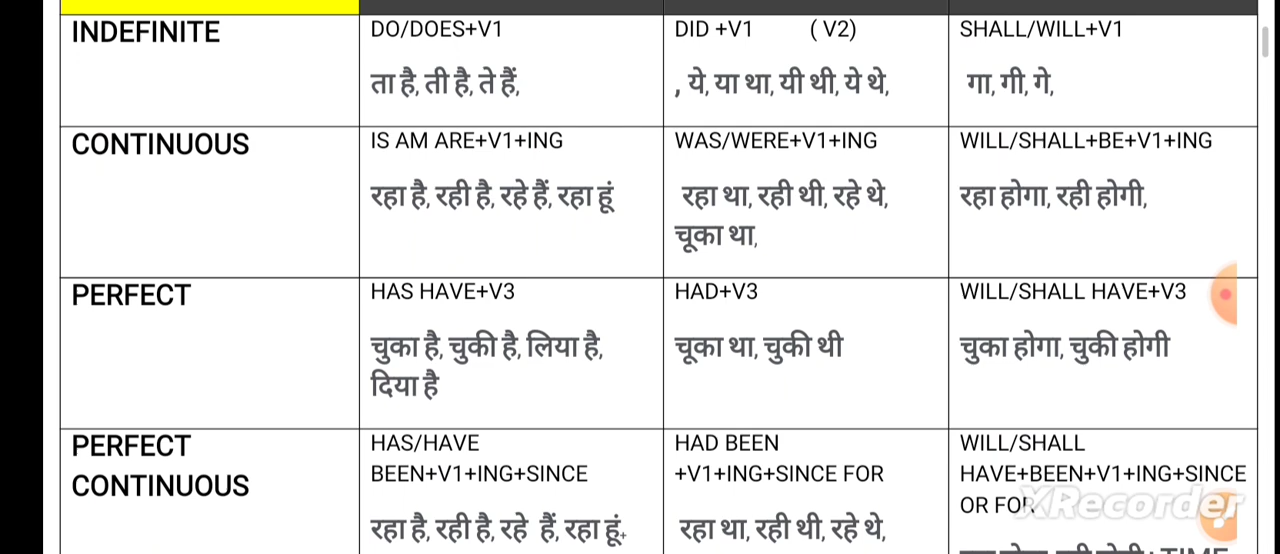 INDEFINITE
DO/DOES+V1
ता है, ती है, ते हैं,
DID +V1 ( V2)
, ये, या था, यी थी, ये थे,
SHALL/WILL+V1
गा, गी, गे,
CONTINUOUS
IS AM ARE+V1+ING
रहा है, रही है, रहे हैं, रहा हूं
WAS/WERE+V1+ING
रहा था, रही थी, रहे थे,
चूका था,
WILL/SHALL+BE+V1+ING
रहा होगा, रही होगी,
PERFECT
HAS HAVE+V3
चुका है, चुकी है, लिया है,
दिया है
HAD+V3
चूका था, चुकी थी
WILL/SHALL HAVE+V3
चुका होगा, चुकी होगी
PERFECT
CONTINUOUS
HAS/HAVE
BEEN+V1+ING+SINCE
रहा है, रही है, रहे हैं, रहा हूं.+
HAD BEEN
+V1+ING+SINCE FOR
रहा था, रही थी, रहे थे,
WILL/SHALL
HAVE+BEEN+V1+ING+SINCE
OR FOR
XRecorder